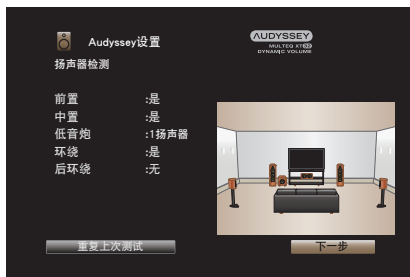 Audyssey设置
AUDYSSEY
MULTEQ XT32
DYNAMIC VOLUME
扬声器检测
前置 :是
中置 :是
低音炮 :1扬声器
环绕 :是
后环绕 :无
重复上次测试
下一步